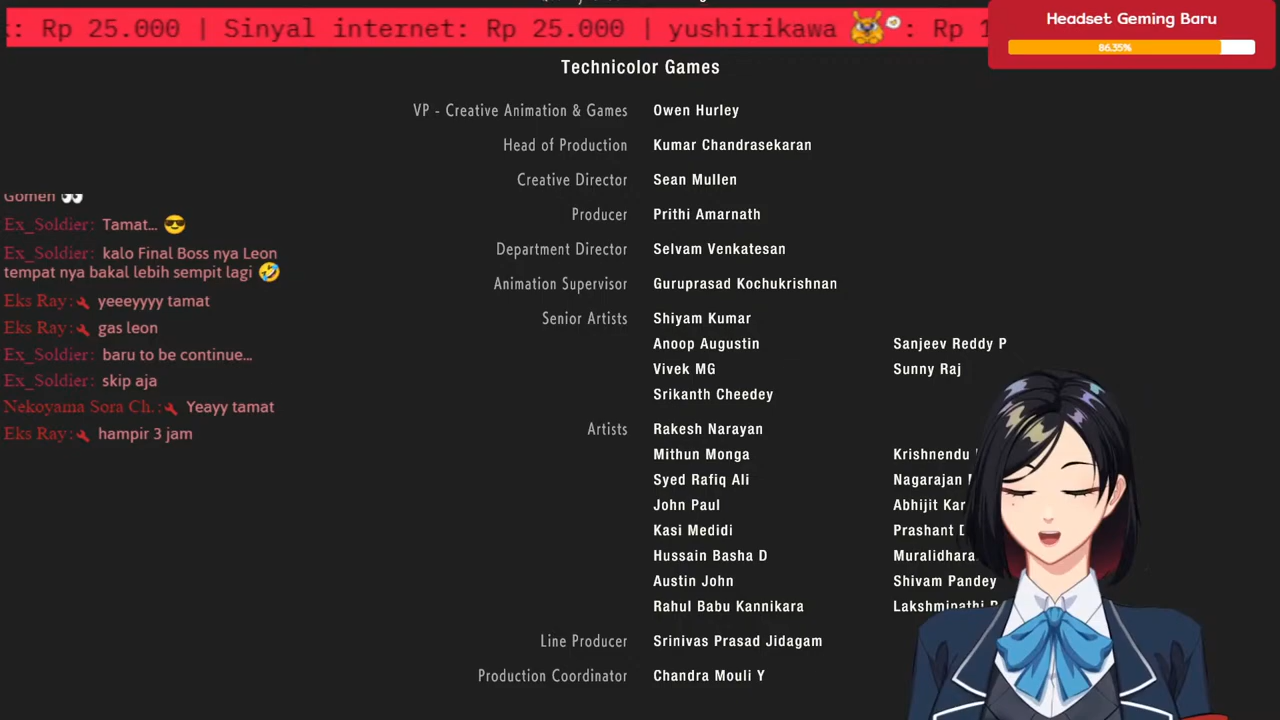 : Rp 25.000 | Sinyal internet: Rp 25.000 | yushirikawa : Rp 1
Headset Geming Baru
86.35%
Technicolor Games
VP - Creative Animation & Games Owen Hurley
Head of Production Kumar Chandrasekaran
Creative Director Sean Mullen
Producer Prithi Amarnath
Department Director Selvam Venkatesan
Animation Supervisor Guruprasad Kochukrishnan
Senior Artists Shiyam Kumar
Anoop Augustin Sanjeev Reddy P
Vivek MG Sunny Raj
Srikanth Cheedey
Artists Rakesh Narayan
Mithun Monga Krishnendu
Syed Rafiq Ali Nagarajan
John Paul Abhijit Kar
Kasi Medidi Prashant D
Hussain Basha D Muralidhara
Austin John Shivam Pandey
Rahul Babu Kannikara Lakshmipathi
Line Producer Srinivas Prasad Jidagam
Production Coordinator Chandra Mouli Y
Gomen 👀
Ex_Soldier: Tamat... 😎
Ex_Soldier: kalo Final Boss nya Leon
tempat nya bakal lebih sempit lagi 🤣
Eks Ray: yeeeyyyy tamat
Eks Ray: gas leon
Ex_Soldier: baru to be continue...
Ex_Soldier: skip aja
Nekoyama Sora Ch.: Yeayy tamat
Eks Ray: hampir 3 jam